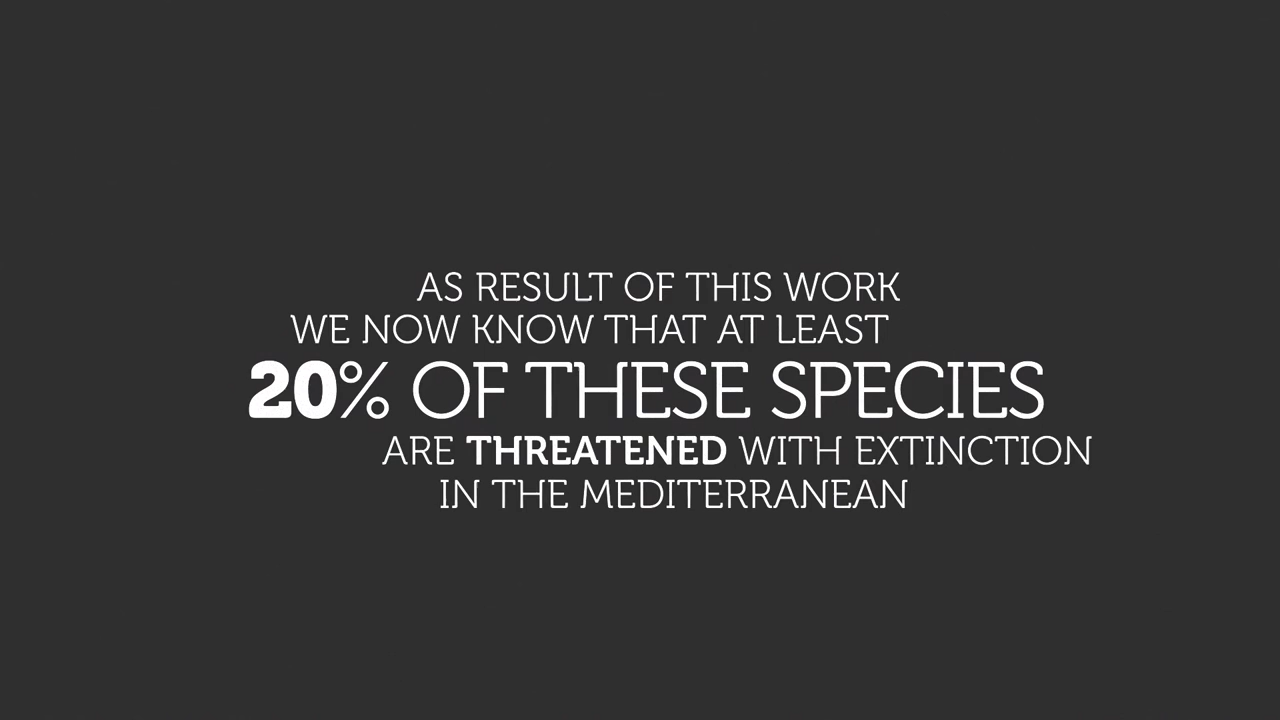 AS RESULT OF THIS WORK
WE NOW KNOW THAT AT LEAST
20% OF THESE SPECIES
ARE THREATENED WITH EXTINCTION
IN THE MEDITERRANEAN